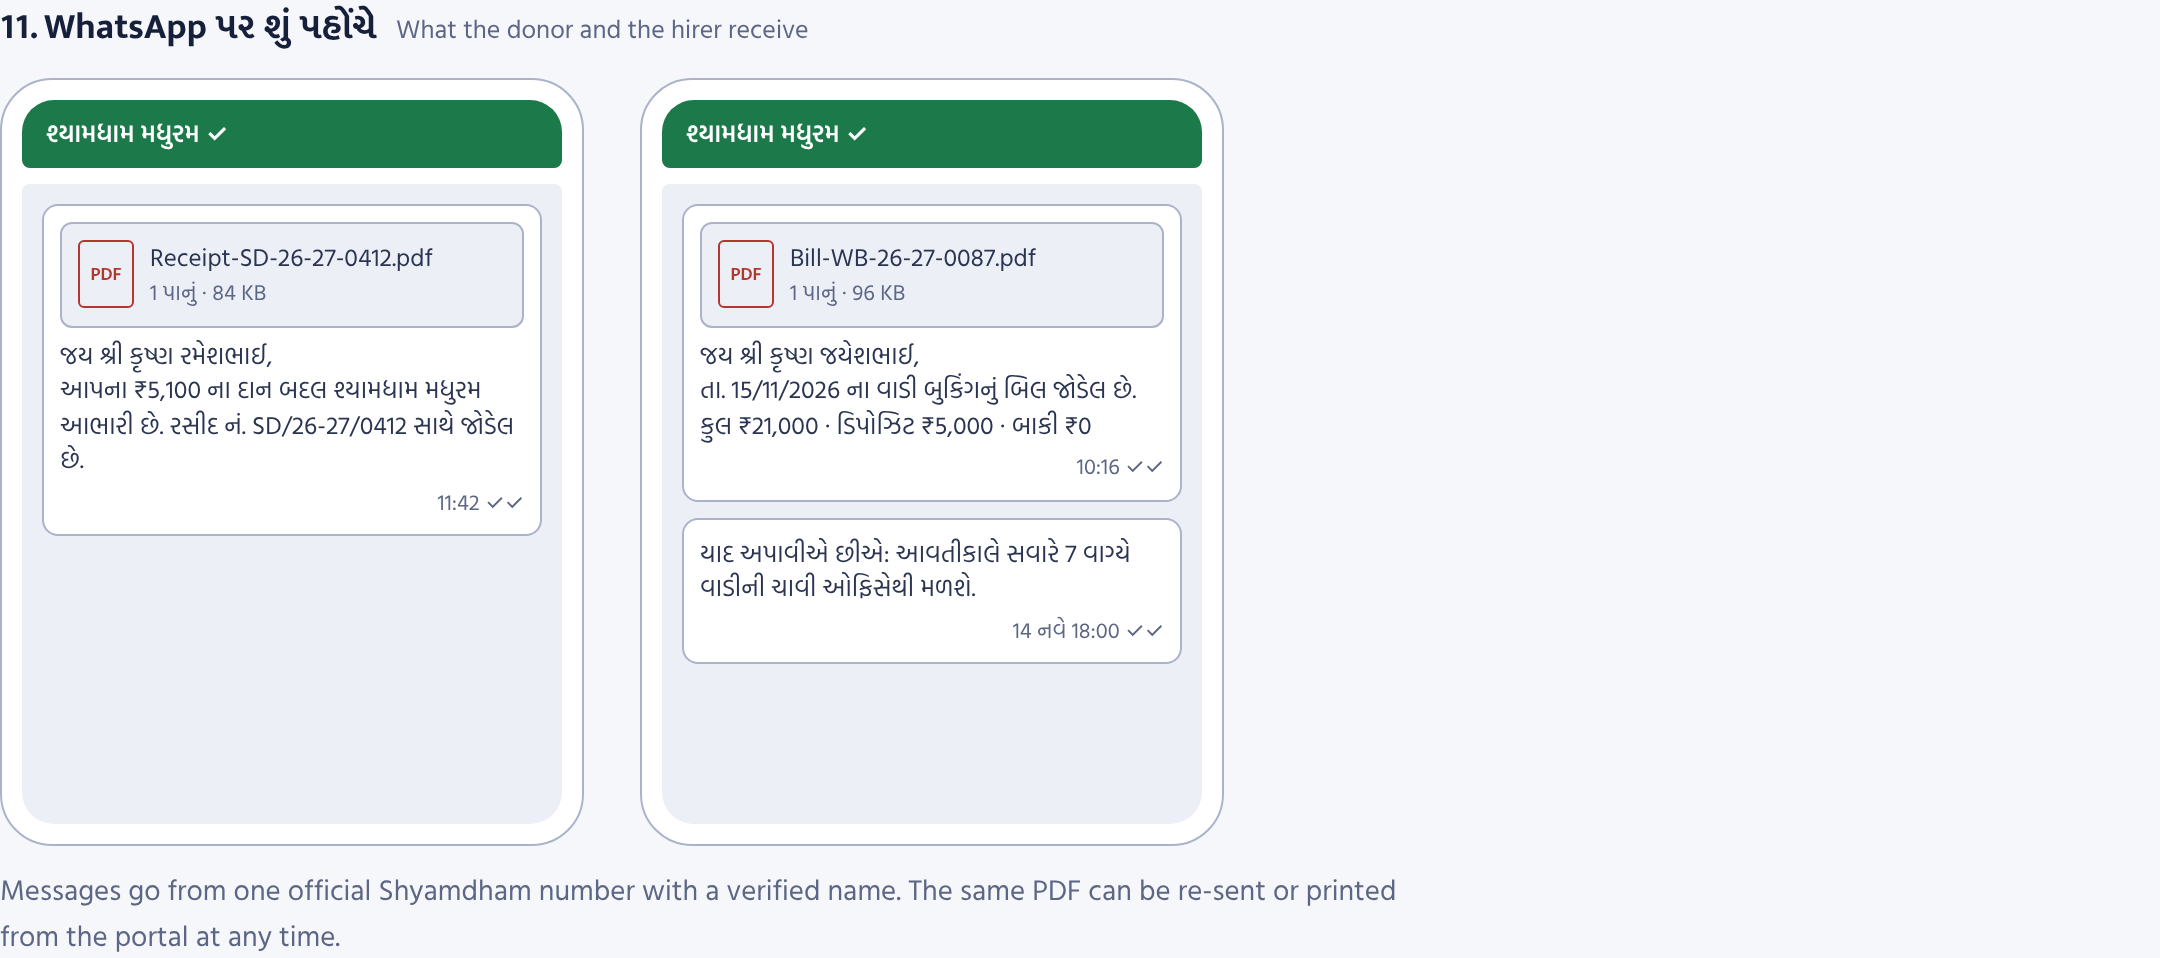 11. WhatsApp પર શું પહોંચે What the donor and the hirer receive
શ્યામધામ મધુરમ ✓
PDF
Receipt-SD-26-27-0412.pdf
1 પાનું · 84 KB
જય શ્રી કૃષ્ણ રમેશભાઈ,
આપના ₹5,100 ના દાન બદલ શ્યામધામ મધુરમ
આભારી છે. રસીદ નં. SD/26-27/0412 સાથે જોડેલ
છે.
11:42 ✓✓
શ્યામધામ મધુરમ ✓
PDF
Bill-WB-26-27-0087.pdf
1 પાનું · 96 KB
જય શ્રી કૃષ્ણ જયેશભાઈ,
તા. 15/11/2026 ના વાડી બુકિંગનું બિલ જોડેલ છે.
કુલ ₹21,000 · ડિપોઝિટ ₹5,000 · બાકી ₹0
10:16 ✓✓
યાદ અપાવીએ છીએ: આવતીકાલે સવારે 7 વાગ્યે
વાડીની ચાવી ઓફિસેથી મળશે.
14 નવે 18:00 ✓✓
Messages go from one official Shyamdham number with a verified name. The same PDF can be re-sent or printed
from the portal at any time.